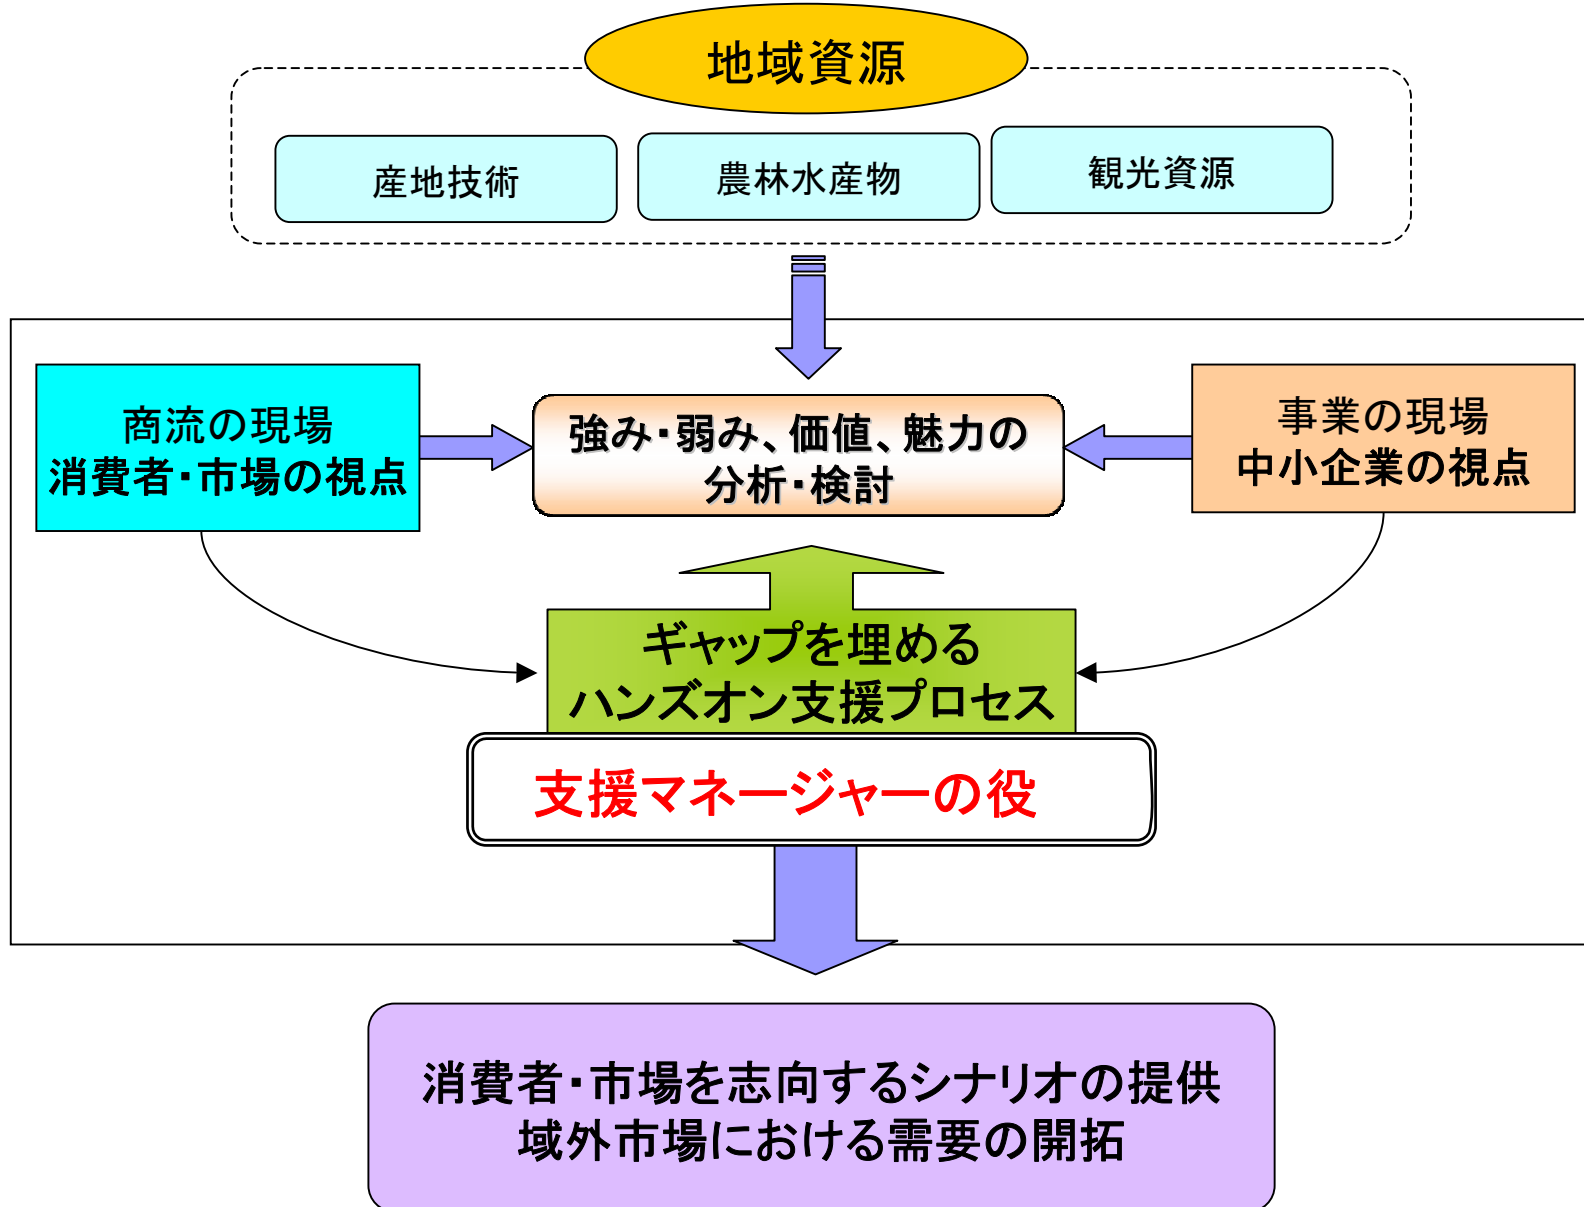 地域資源
産地技術
農林水産物
観光資源
商流の現場
消費者・市場の視点
強み・弱み、価値、魅力の
分析・検討
事業の現場
中小企業の視点
ギャップを埋める
ハンズオン支援プロセス
支援マネージャーの役
消費者・市場を志向するシナリオの提供
域外市場における需要の開拓